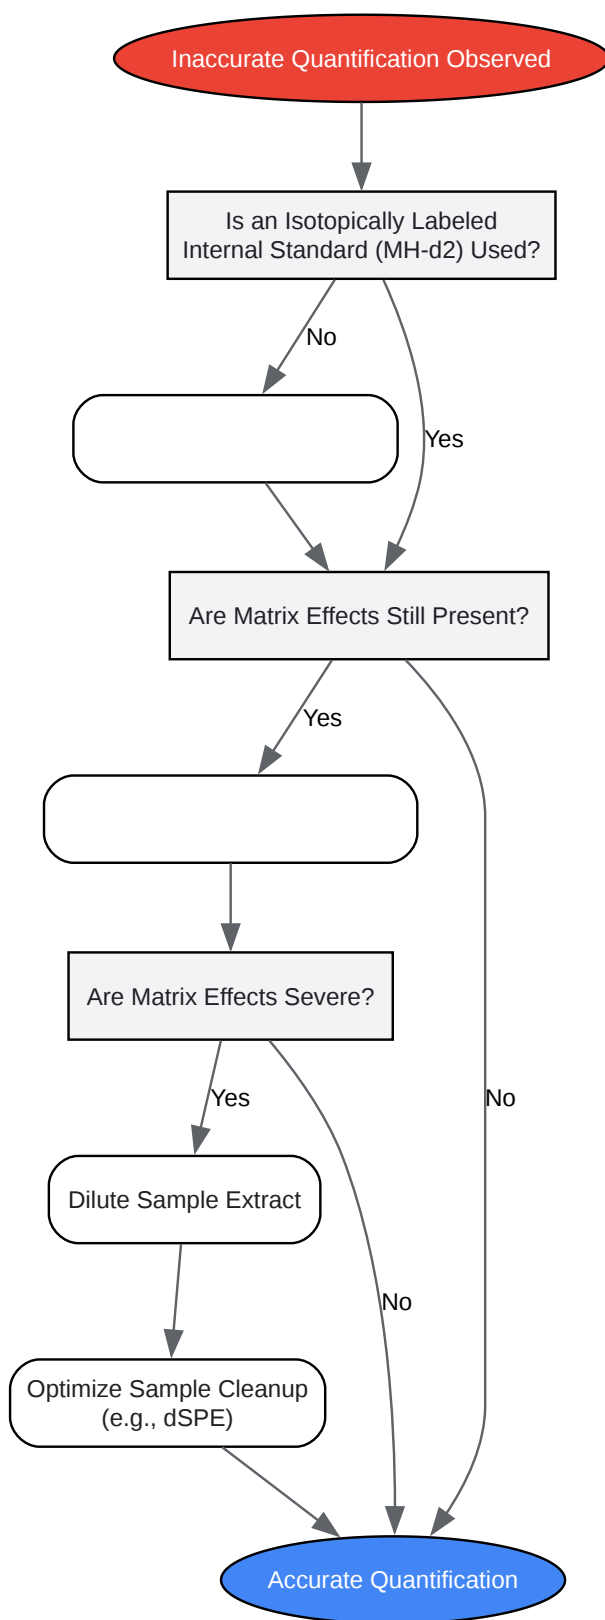 Inaccurate Quantification Observed
Is an Isotopically Labeled
Internal Standard (MH-d2) Used?
No
Yes
Are Matrix Effects Still Present?
Yes
Are Matrix Effects Severe?
Yes
No
Dilute Sample Extract
No
Optimize Sample Cleanup
(e.g., dSPE)
Accurate Quantification